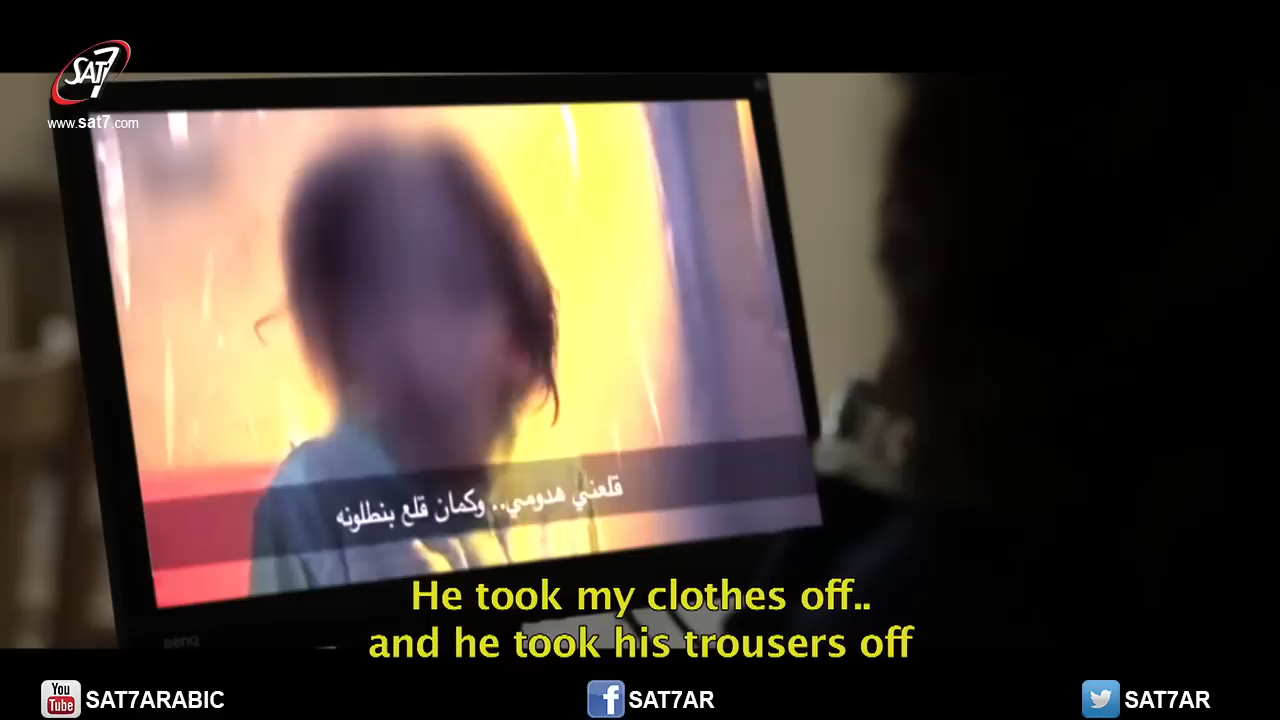 SAT7
www.sat7.com
قلعني هدومي.. وكمان قلع بنطلونه
BenQ
He took my clothes off..
and he took his trousers off
You Tube SAT7ARABIC
SAT7AR
SAT7AR